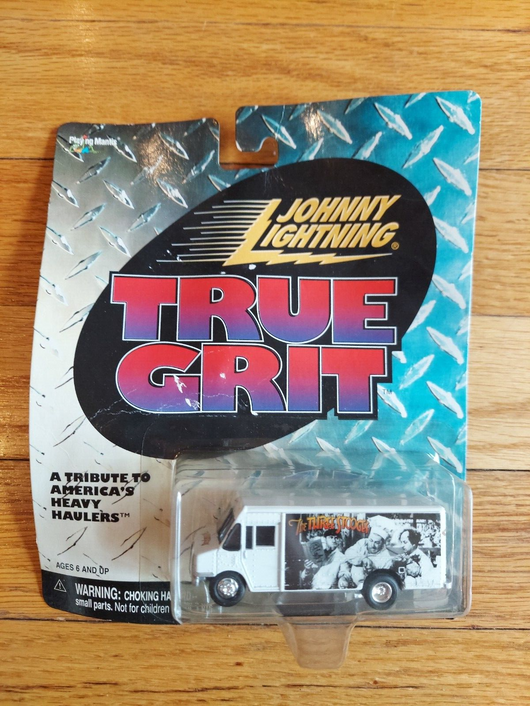 Playing Mantis
JOHNNY
LIGHTNING®
TRUE
GRIT
A TRIBUTE TO
AMERICA'S
HEAVY
HAULERS™
AGES 6 AND UP
WARNING: CHOKING HA
small parts. Not for children
The THREE STOOGES